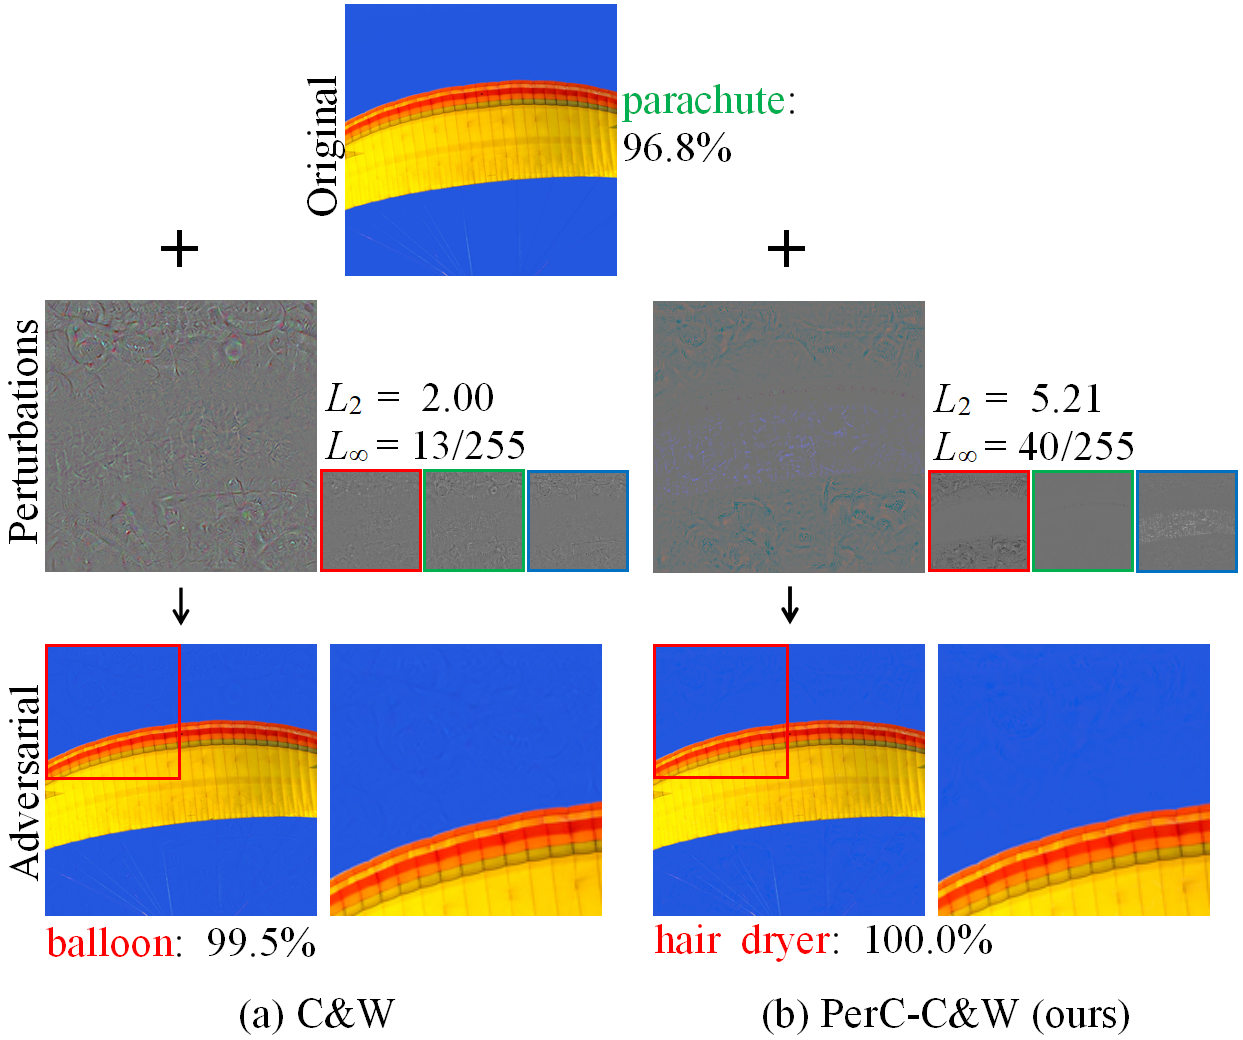 Original
parachute:
96.8%
+
+
Perturbations
L2 = 2.00
L∞ = 13/255
L2 = 5.21
L∞ = 40/255
Adversarial
balloon: 99.5%
hair dryer: 100.0%
(a) C&W
(b) PerC-C&W (ours)